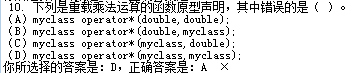 10. 下列是重载乘法运算的函数原型声明，其中错误的是（ ）。
(A) myclass operator*(double,double);
(B) myclass operator*(double,myclass);
(C) myclass operator*(myclass,double);
(D) myclass operator*(myclass,myclass);
你所选择的答案是：D，正确答案是：A ×